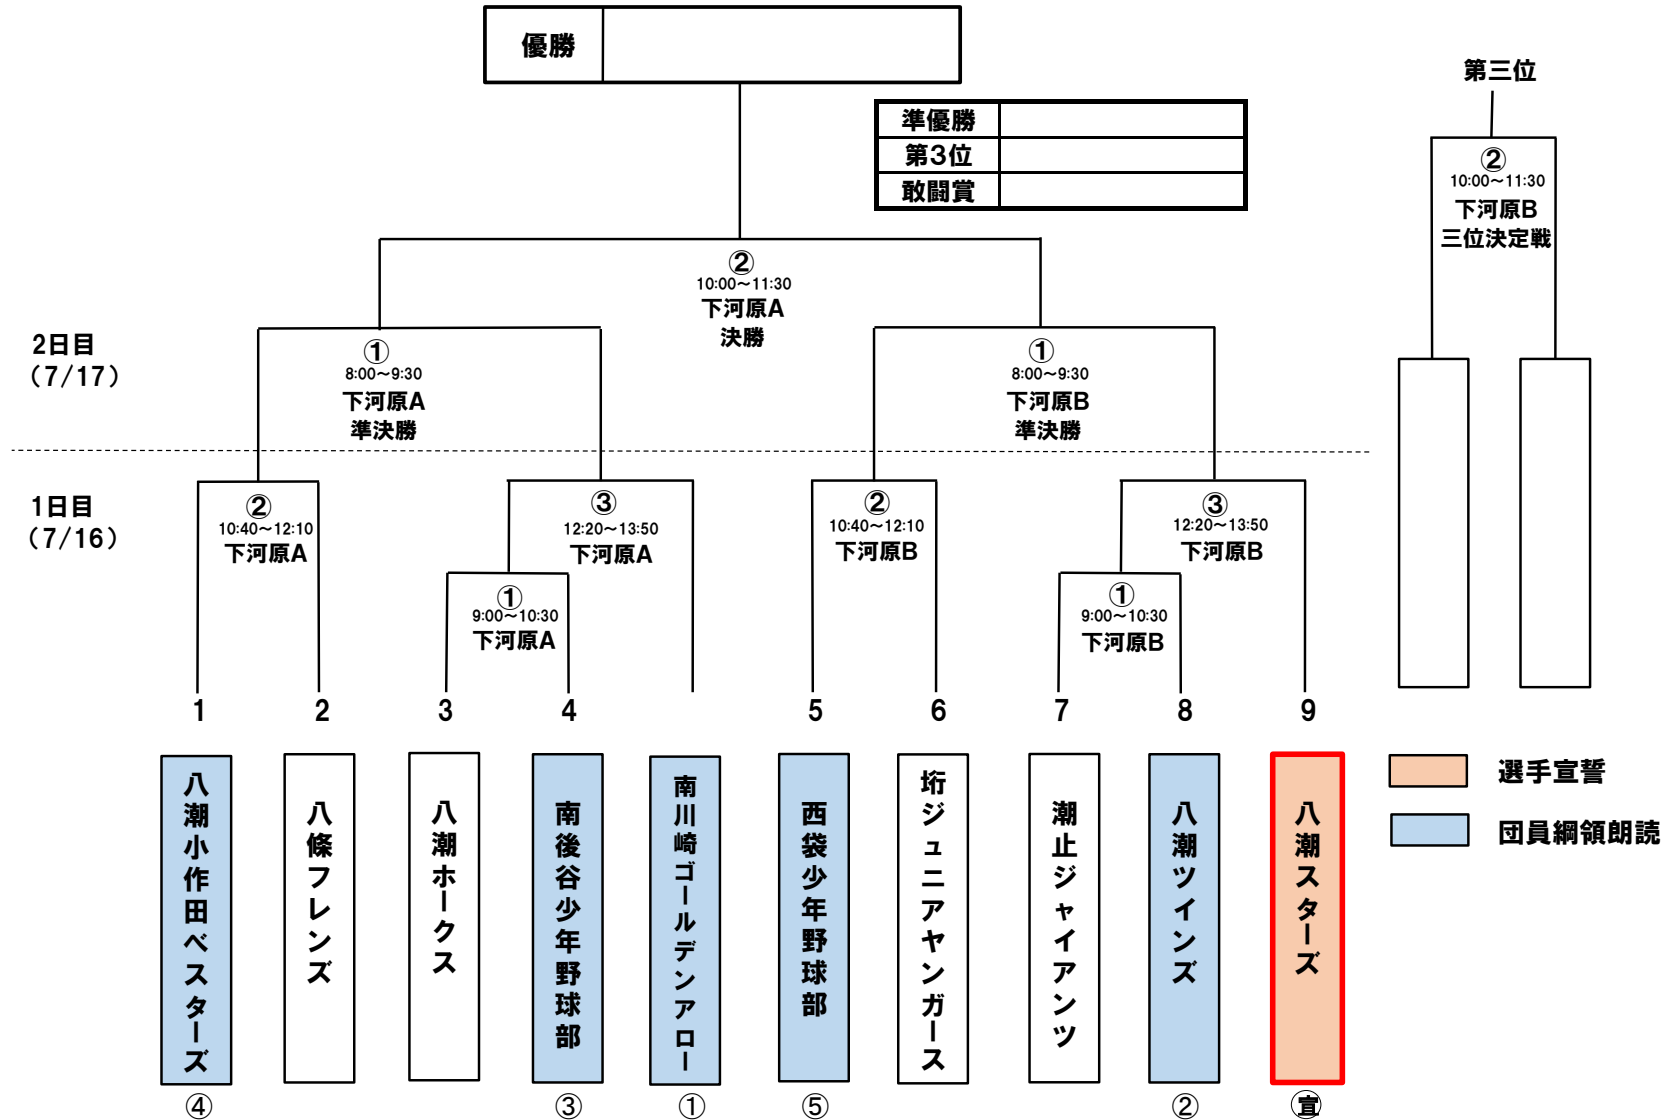 優勝
第三位
準優勝
第3位
敢闘賞
②
10:00～11:30
下河原B
三位決定戦
②
10:00～11:30
下河原A
決勝
2日目
（7/17）
①
8:00～9:30
下河原A
準決勝
①
8:00～9:30
下河原B
準決勝
1日目
（7/16）
②
10:40～12:10
下河原A
③
12:20～13:50
下河原A
②
10:40～12:10
下河原B
③
12:20～13:50
下河原B
①
9:00～10:30
下河原A
①
9:00～10:30
下河原B
1
2
3
4
5
6
7
8
9
八潮小作田ベスターズ
八條フレンズ
八潮ホークス
南後谷少年野球部
南川崎ゴールデンアロー
西袋少年野球部
垳ジュニアヤンガース
潮止ジャイアンツ
八潮ツインズ
八潮スターズ
選手宣誓
団員綱領朗読
④
③
①
⑤
②
宣